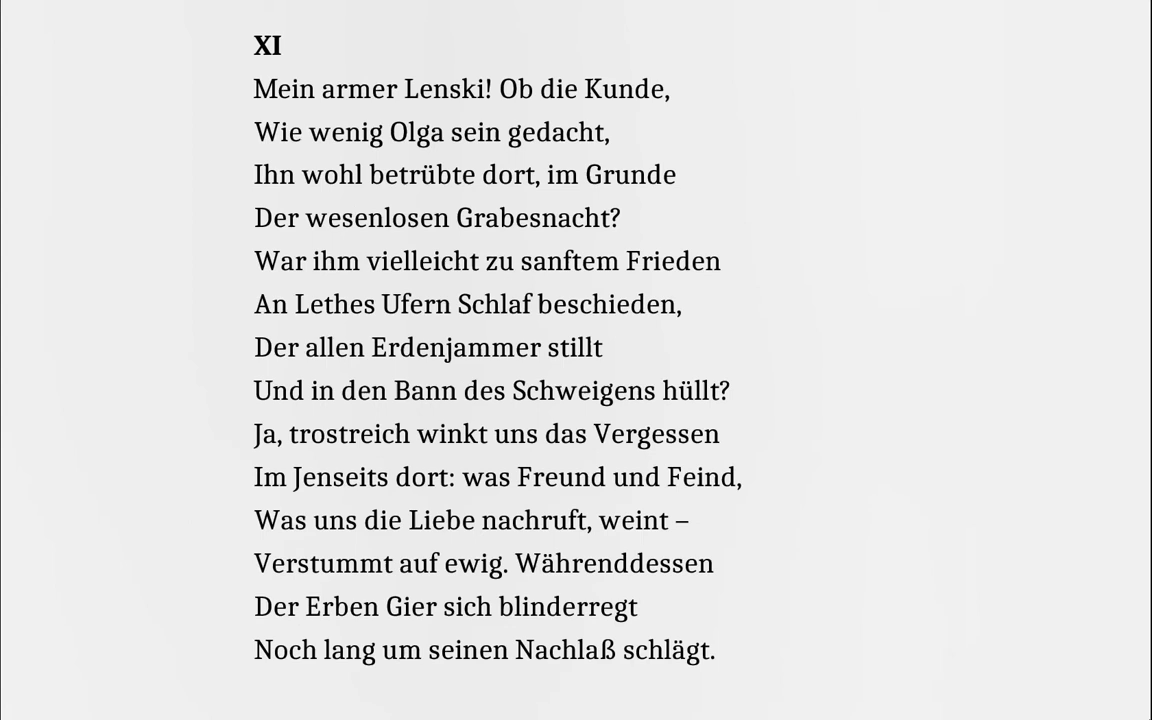 XI
Mein armer Lenski! Ob die Kunde,
Wie wenig Olga sein gedacht,
Ihn wohl betrübte dort, im Grunde
Der wesenlosen Grabesnacht?
War ihm vielleicht zu sanftem Frieden
An Lethes Ufern Schlaf beschieden,
Der allen Erdenjammer stillt
Und in den Bann des Schweigens hüllt?
Ja, trostreich winkt uns das Vergessen
Im Jenseits dort: was Freund und Feind,
Was uns die Liebe nachruft, weint –
Verstummt auf ewig. Währenddessen
Der Erben Gier sich blinderregt
Noch lang um seinen Nachlaß schlägt.